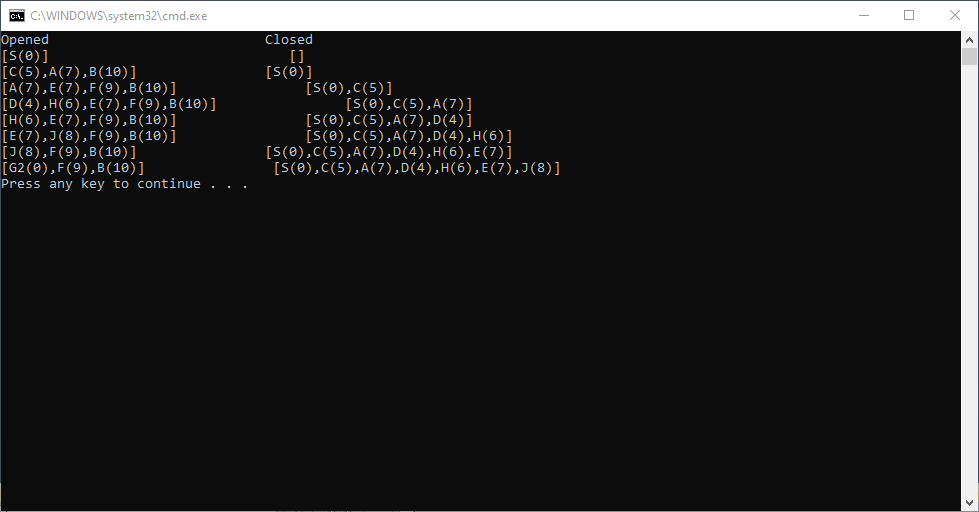 C:\WINDOWS\system32\cmd.exe
Opened                           Closed
[S(0)]                              []
[C(5),A(7),B(10)]                [S(0)]
[A(7),E(7),F(9),B(10)]                [S(0),C(5)]
[D(4),H(6),E(7),F(9),B(10)]                [S(0),C(5),A(7)]
[H(6),E(7),F(9),B(10)]                [S(0),C(5),A(7),D(4)]
[E(7),J(8),F(9),B(10)]                [S(0),C(5),A(7),D(4),H(6)]
[J(8),F(9),B(10)]                [S(0),C(5),A(7),D(4),H(6),E(7)]
[G2(0),F(9),B(10)]                [S(0),C(5),A(7),D(4),H(6),E(7),J(8)]
Press any key to continue . . .